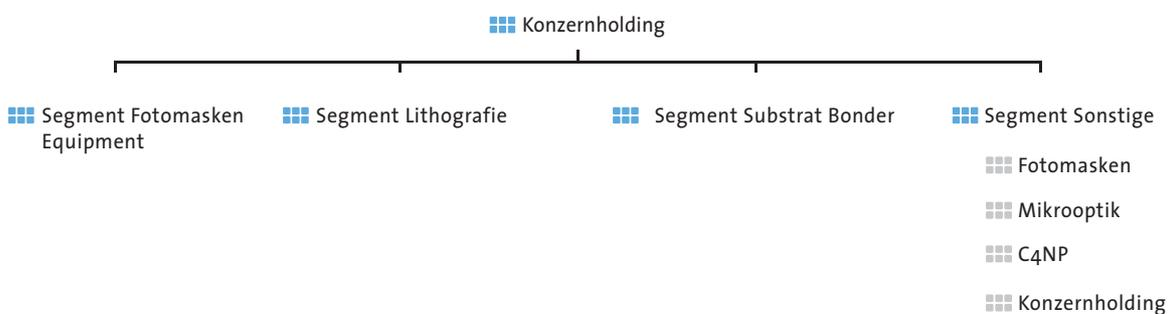 Konzernholding
Segment Fotomasken
Equipment
Segment Lithografie
Segment Substrat Bonder
Segment Sonstige
Fotomasken
Mikrooptik
C4NP
Konzernholding